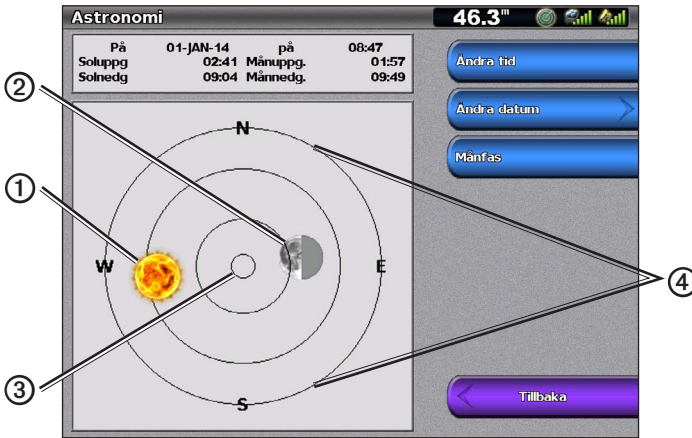 Astronomi
46.3"
På 01-JAN-14 på 08:47
Soluppg 02:41 Månuppg. 01:57
Solnedg 09:04 Månnedg. 09:49
Ändra tid
Ändra datum
Månfas
N
W
E
S
Tillbaka
1
2
3
4